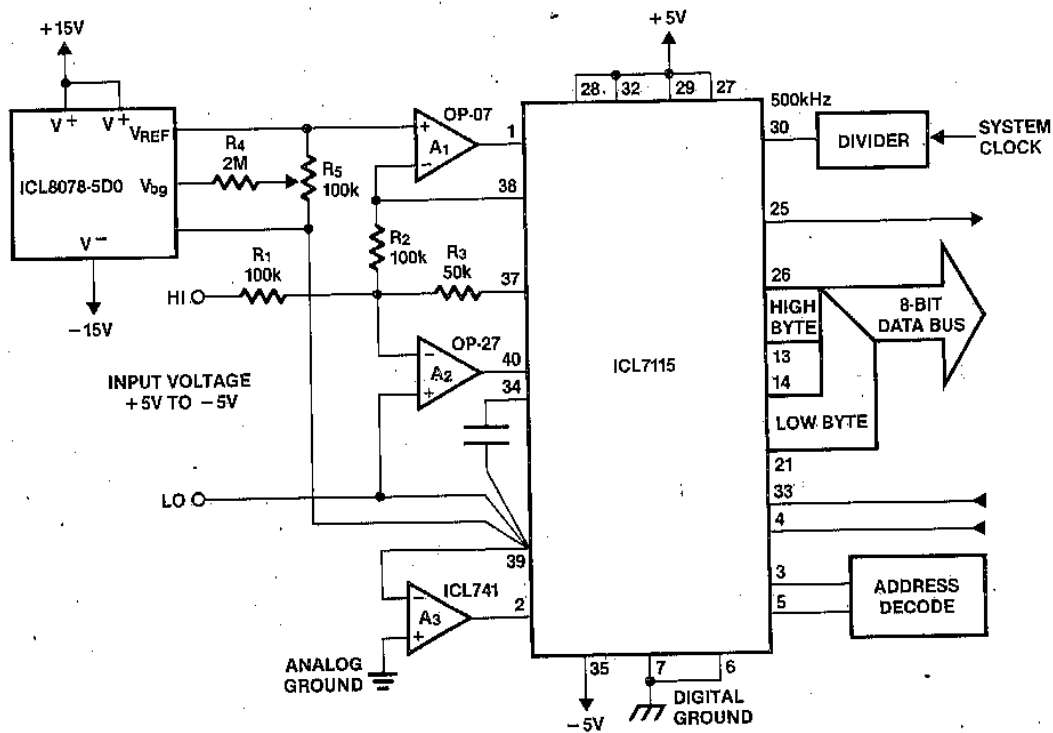 +15V
V+
V+
VREF
ICL8078-5D0
Vbg
V−
−15V
R4
2M
R5
100k
R1
100k
R2
100k
R3
50k
HI
INPUT VOLTAGE
+5V TO −5V
LO
OP-07
+
A1
−
OP-27
−
A2
+
ICL741
−
A3
+
ANALOG
GROUND
1
38
37
40
34
39
2
+5V
28
32
29
27
ICL7115
35
−5V
7
6
DIGITAL
GROUND
500kHz
30
DIVIDER
SYSTEM
CLOCK
25
26
HIGH
BYTE
8-BIT
DATA BUS
13
14
LOW BYTE
21
33
4
3
5
ADDRESS
DECODE